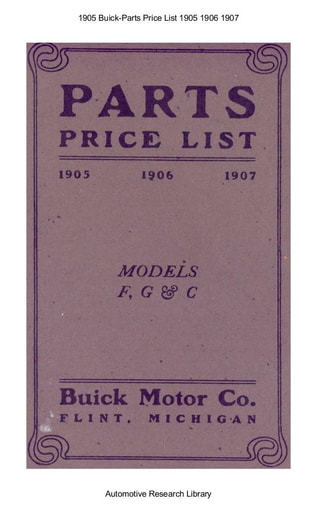 1905 Buick-Parts Price List 1905 1906 1907
PARTS
PRICE LIST
1905 1906 1907
MODELS
F, G & C
Buick Motor Co.
FLINT, MICHIGAN
Automotive Research Library